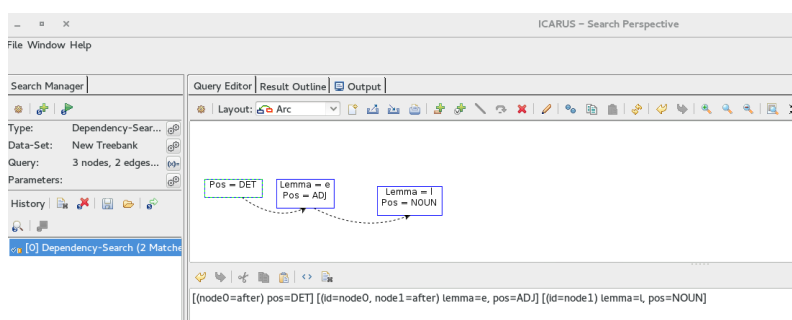 ICARUS – Search Perspective
File Window Help
Search Manager
Query Editor Result Outline Output
Layout: Arc
Type: Dependency-Sear...
Data-Set: New Treebank
Query: 3 nodes, 2 edges...
Parameters:
History
[0] Dependency-Search (2 Matche
Pos = DET
Lemma = e
Pos = ADJ
Lemma = l
Pos = NOUN
[(node0=after) pos=DET] [(id=node0, node1=after) lemma=e, pos=ADJ] [(id=node1) lemma=l, pos=NOUN]